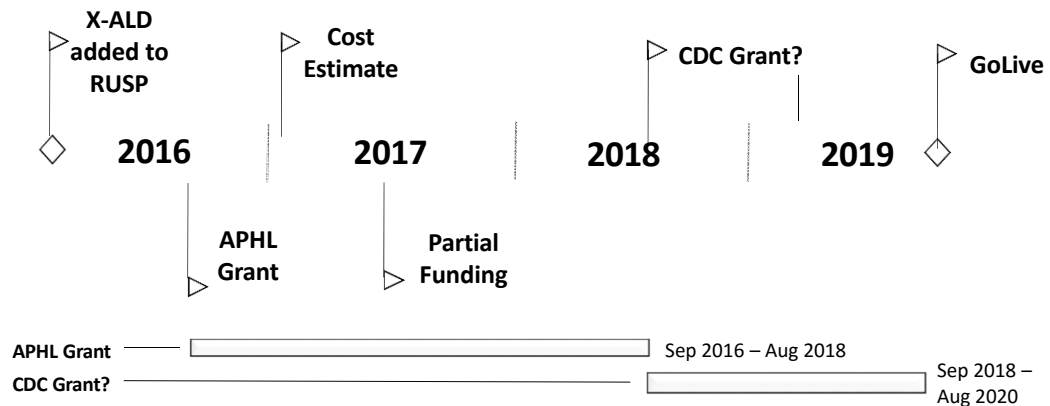 X-ALD
added to
RUSP
Cost
Estimate
CDC Grant?
GoLive
2016
2017
2018
2019
APHL
Grant
Partial
Funding
APHL Grant
Sep 2016 – Aug 2018
CDC Grant?
Sep 2018 –
Aug 2020